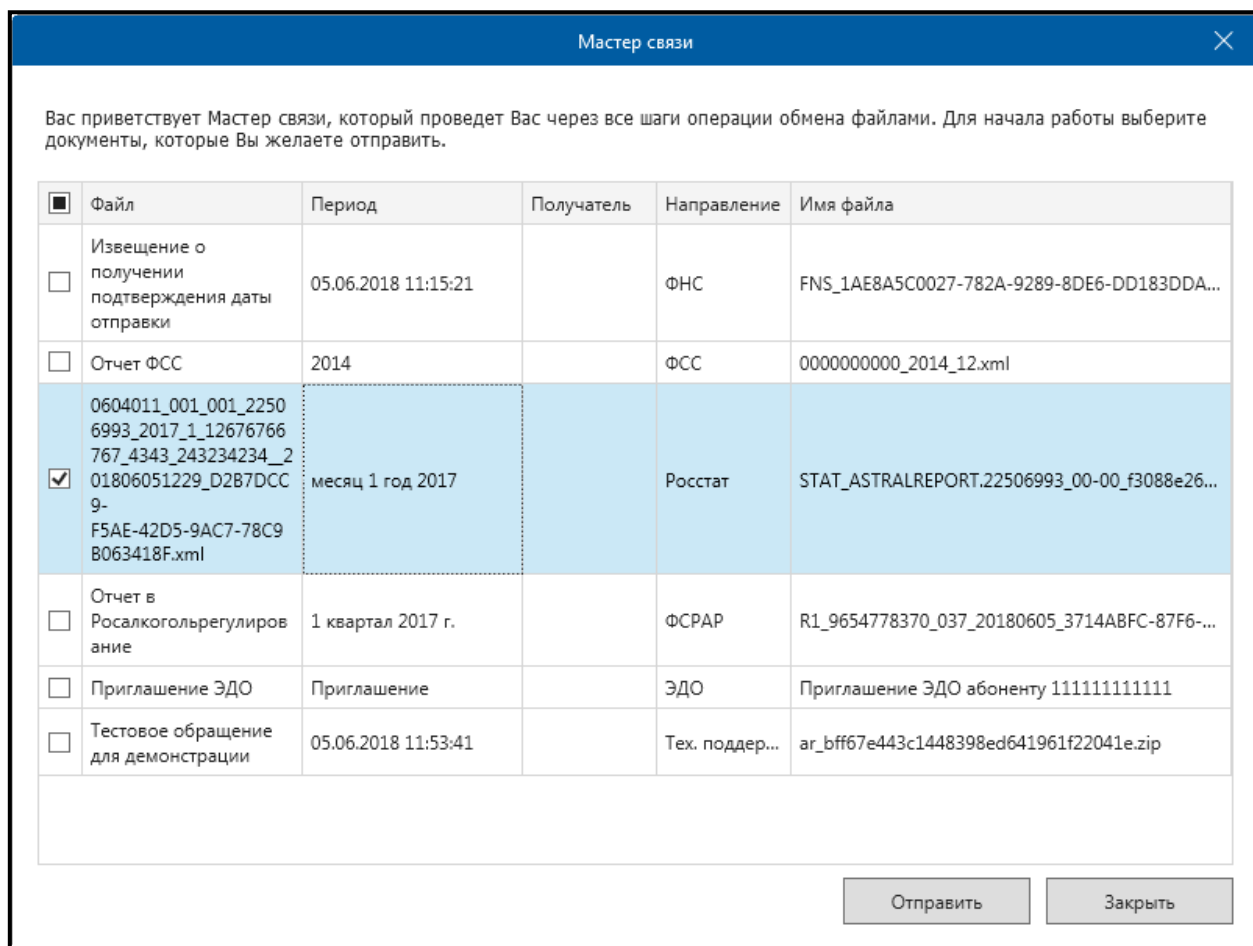 Мастер связи
Вас приветствует Мастер связи, который проведет Вас через все шаги операции обмена файлами. Для начала работы выберите
документы, которые Вы желаете отправить.
Файл Период Получатель Направление Имя файла
Извещение о
получении
подтверждения даты
отправки
05.06.2018 11:15:21 ФНС FNS_1AE8A5C0027-782A-9289-8DE6-DD183DDA...
Отчет ФСС 2014 ФСС 0000000000_2014_12.xml
0604011_001_001_2250
6993_2017_1_12676766
767_4343_243234234__2
01806051229_D2B7DCC
9-
F5AE-42D5-9AC7-78C9
B063418F.xml
месяц 1 год 2017 Росстат STAT_ASTRALREPORT.22506993_00-00_f3088e26...
Отчет в
Росалкогольрегулиров
ание
1 квартал 2017 г. ФСРАР R1_9654778370_037_20180605_3714ABFC-87F6-...
Приглашение ЭДО Приглашение ЭДО Приглашение ЭДО абоненту 111111111111
Тестовое обращение
для демонстрации
05.06.2018 11:53:41 Тех. поддер... ar_bff67e443c1448398ed641961f22041e.zip
Отправить Закрыть